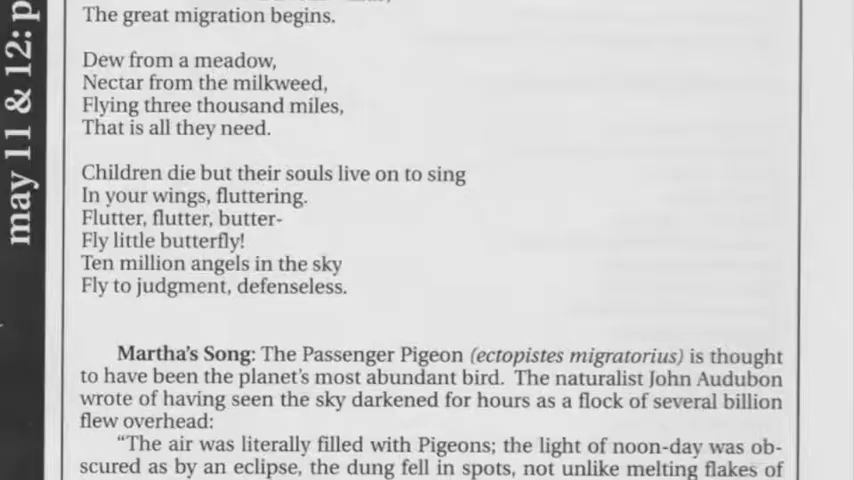 The great migration begins.
Dew from a meadow,
Nectar from the milkweed,
Flying three thousand miles,
That is all they need.
Children die but their souls live on to sing
In your wings, fluttering.
Flutter, flutter, butter-
Fly little butterfly!
Ten million angels in the sky
Fly to judgment, defenseless.
Martha's Song: The Passenger Pigeon (ectopistes migratorius) is thought
to have been the planet's most abundant bird. The naturalist John Audubon
wrote of having seen the sky darkened for hours as a flock of several billion
flew overhead:
"The air was literally filled with Pigeons; the light of noon-day was ob-
scured as by an eclipse, the dung fell in spots, not unlike melting flakes of
may 11 & 12: p